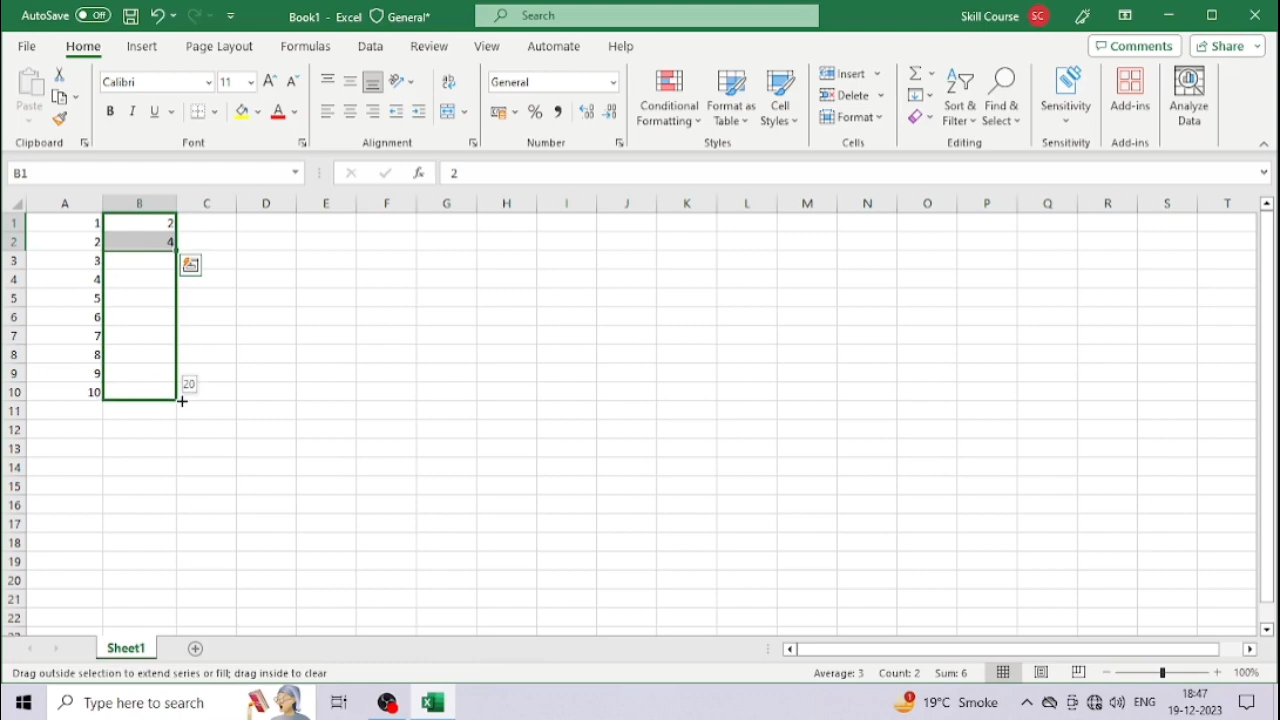 AutoSave Off Book1 - Excel General* Search Skill Course SC
File Home Insert Page Layout Formulas Data Review View Automate Help Comments Share
Paste Calibri 11 A A General Conditional Formatting Format as Table Cell Styles Insert Delete Format Sort & Filter Find & Select Sensitivity Add-ins Analyze Data
B I U A % ,
Clipboard Font Alignment Number Styles Cells Editing Sensitivity Add-ins
B1 fx 2
A B C D E F G H I J K L M N O P Q R S T
1 1 2
2 2 4
3 3
4 4
5 5
6 6
7 7
8 8
9 9
20
10 10
11
12
13
14
15
16
17
18
19
20
21
22
Sheet1
Drag outside selection to extend series or fill; drag inside to clear Average: 3 Count: 2 Sum: 6 100%
Type here to search 19°C Smoke ENG 18:47
19-12-2023